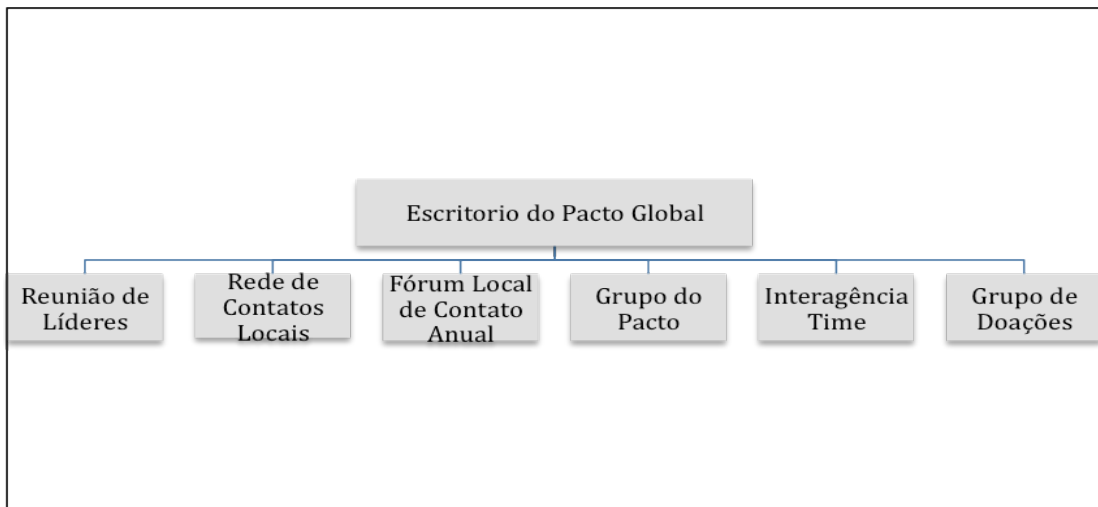 Escritorio do Pacto Global
Reunião de
Líderes
Rede de
Contatos
Locais
Fórum Local
de Contato
Anual
Grupo do
Pacto
Interagência
Time
Grupo de
Doações